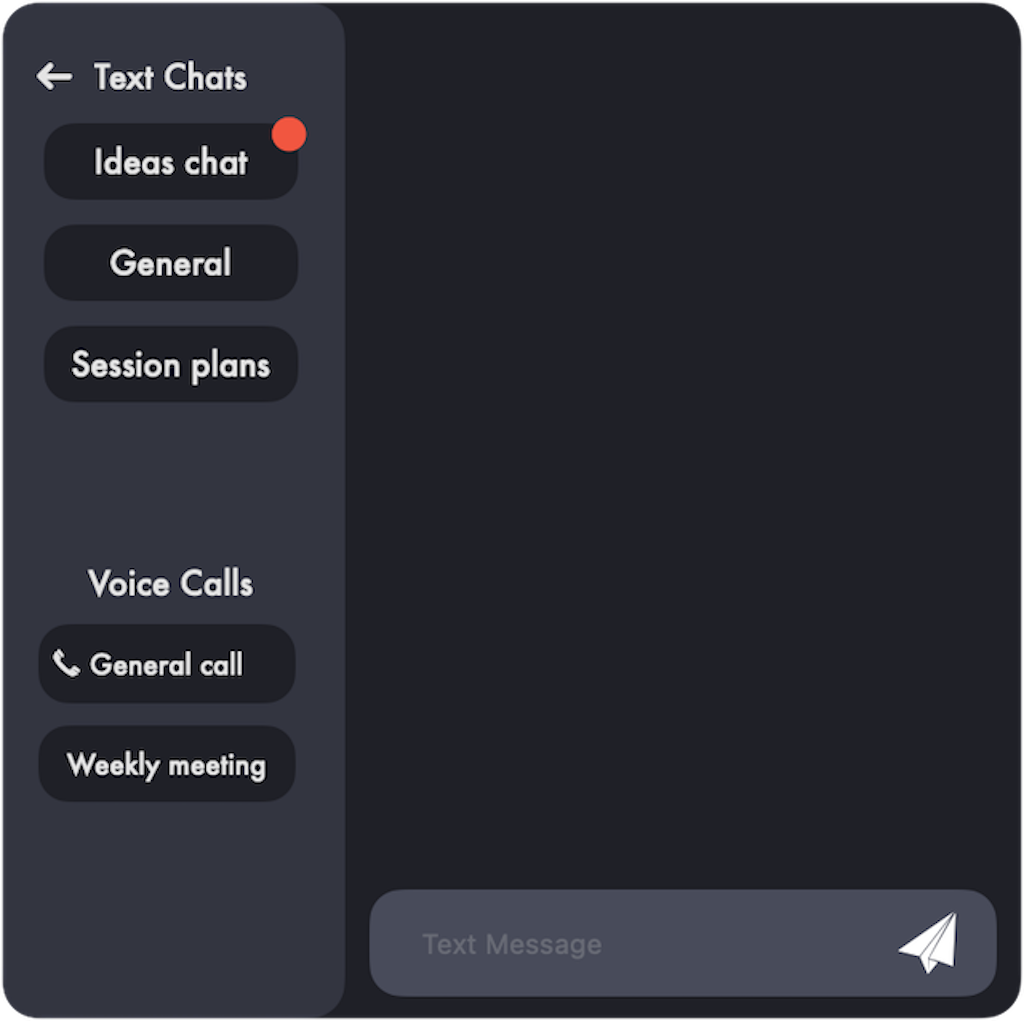 Text Chats
Ideas chat
General
Session plans
Voice Calls
General call
Weekly meeting
Text Message